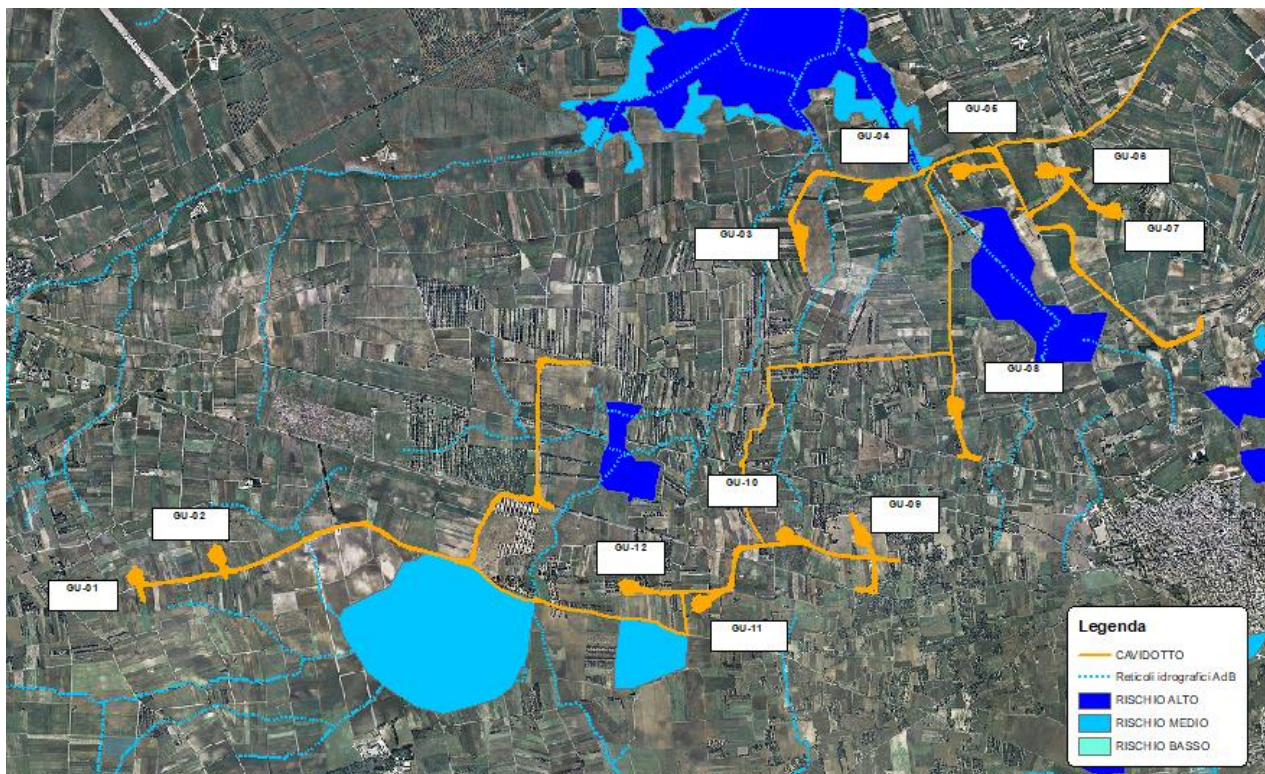 GU-05
GU-04
GU-06
GU-03
GU-07
GU-08
GU-10
GU-09
GU-02
GU-12
GU-01
GU-11
Legenda
CAVIDOTTO
Reticoli idrografici AdB
RISCHIO ALTO
RISCHIO MEDIO
RISCHIO BASSO